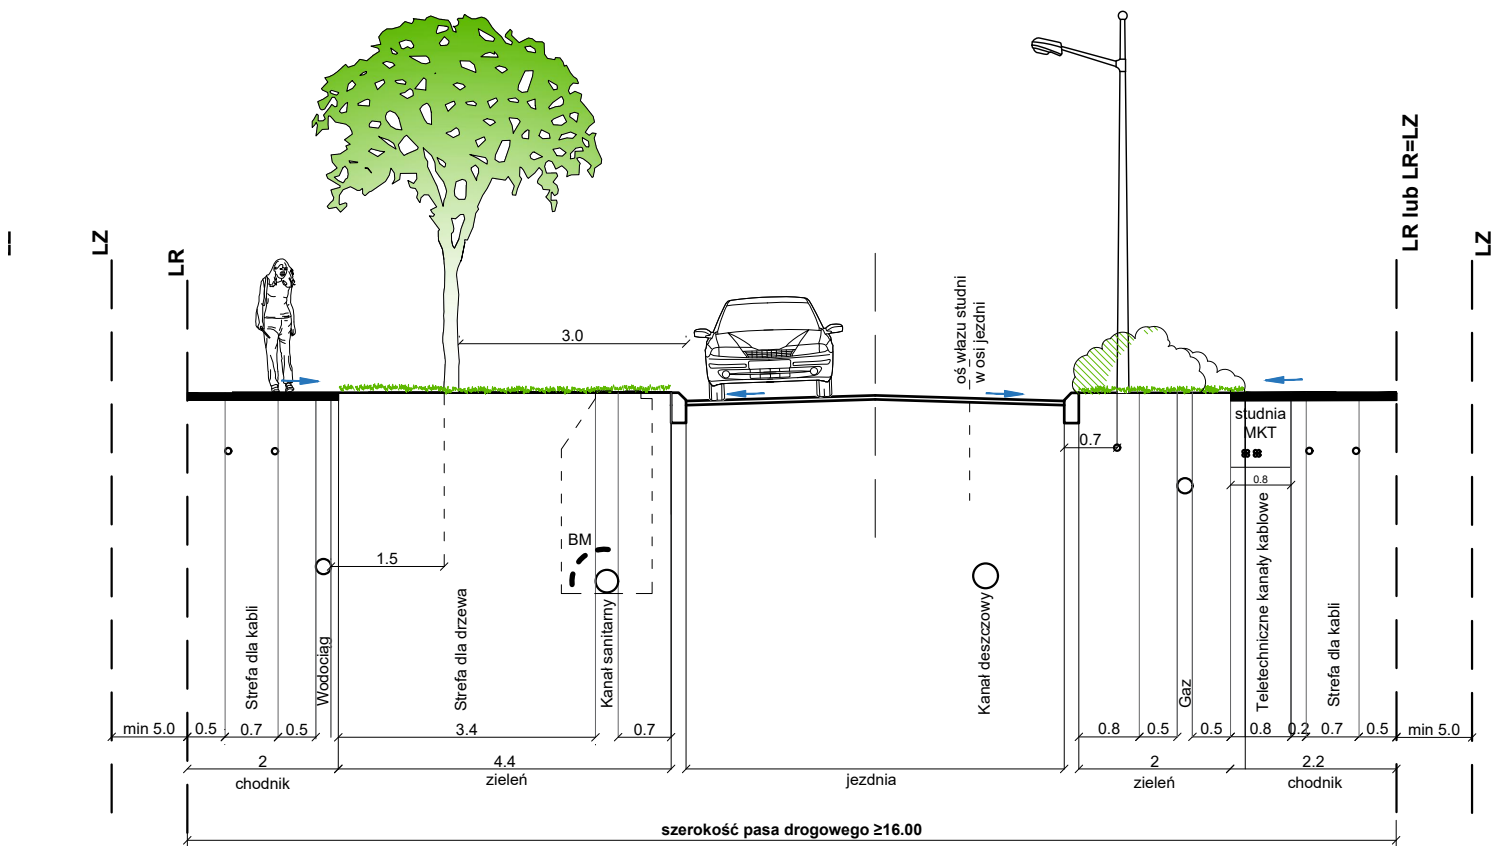 LZ
LR
3.0
oś włazu studni
w osi jezdni
LR lub LR=LZ
LZ
0.7
studnia
MKT
0.8
1.5
BM
Strefa dla kabli
Wodociąg
Strefa dla drzewa
Kanał sanitarny
Kanał deszczowy
Gaz
Teletechniczne kanały kablowe
Strefa dla kabli
min 5.0
0.5
0.7
0.5
3.4
0.7
0.8
0.5
0.5
0.8
0.2
0.7
0.5
min 5.0
2
chodnik
4.4
zieleń
jezdnia
2
zieleń
2.2
chodnik
szerokość pasa drogowego ≥16.00